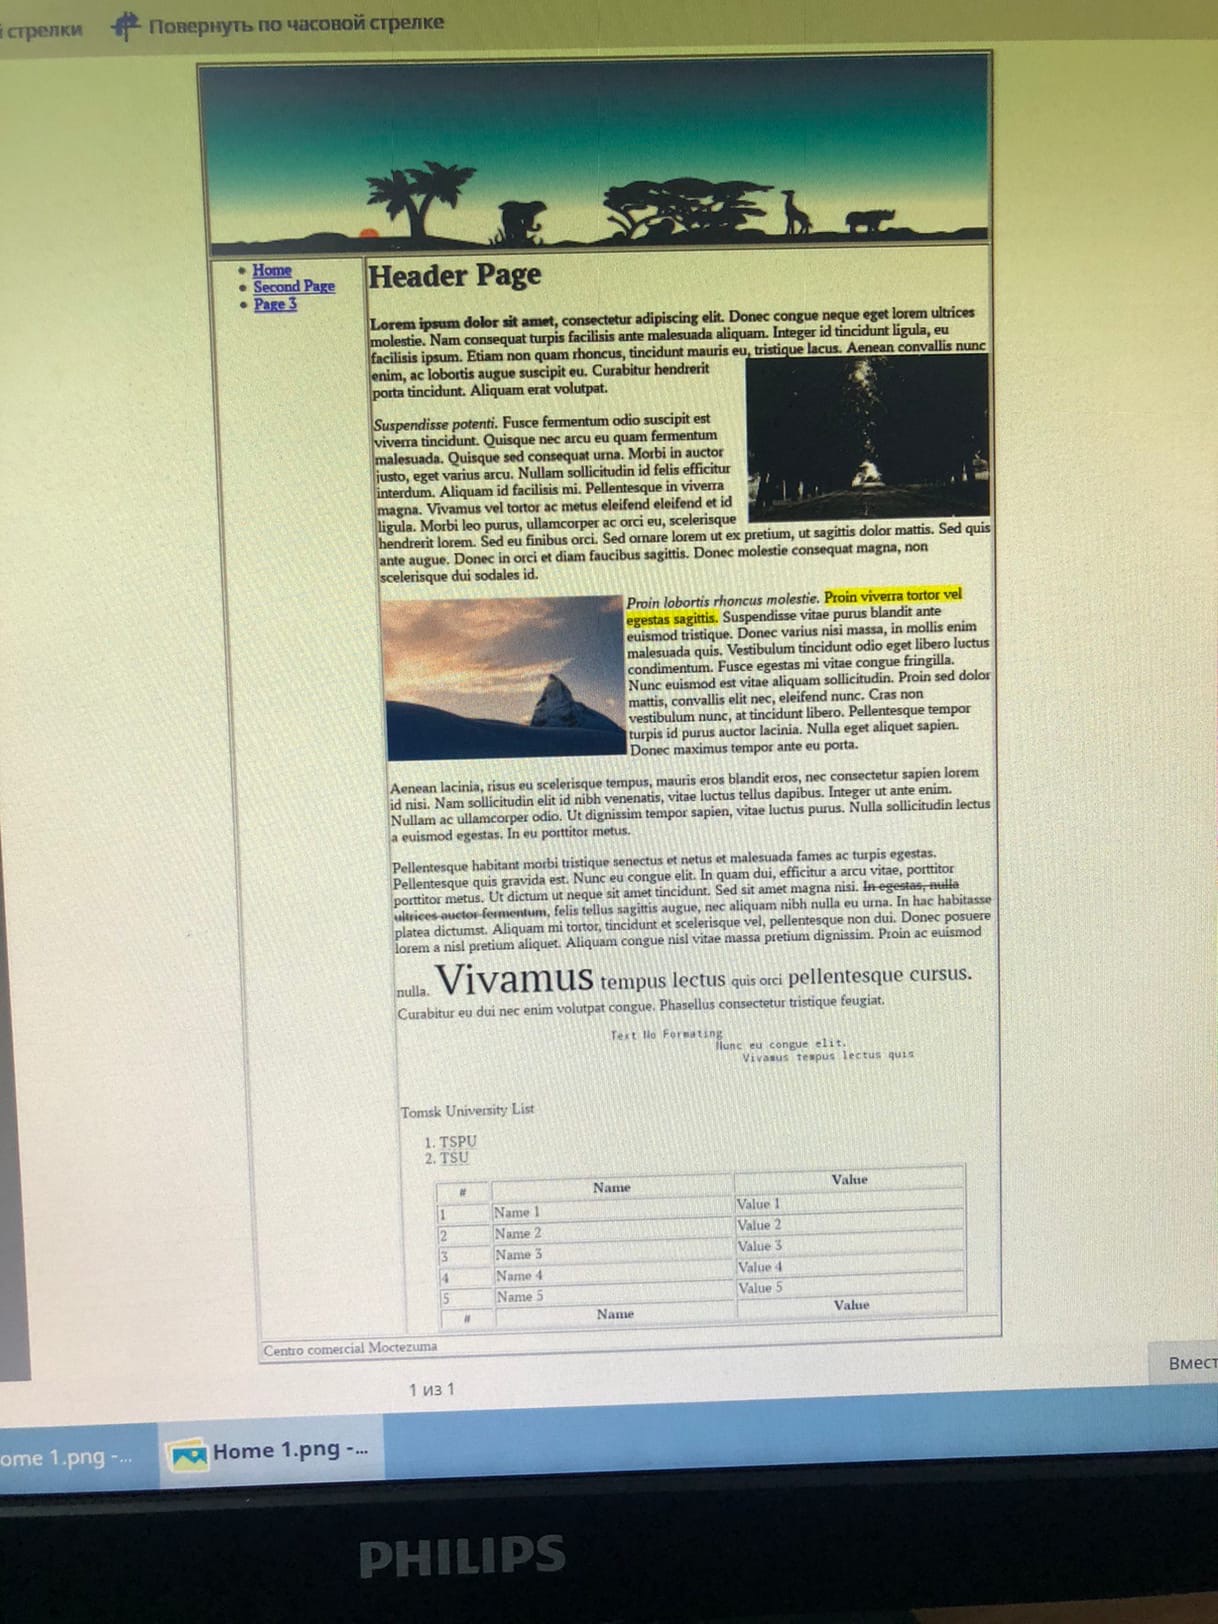 й стрелки
Повернуть по часовой стрелке
Home
Second Page
Page 3
Header Page
Lorem ipsum dolor sit amet, consectetur adipiscing elit. Donec congue neque eget lorem ultrices
molestie. Nam consequat turpis facilisis ante malesuada aliquam. Integer id tincidunt ligula, eu
facilisis ipsum. Etiam non quam rhoncus, tincidunt mauris eu, tristique lacus. Aenean convallis nunc
enim, ac lobortis augue suscipit eu. Curabitur hendrerit
porta tincidunt. Aliquam erat volutpat.
Suspendisse potenti. Fusce fermentum odio suscipit est
viverra tincidunt. Quisque nec arcu eu quam fermentum
malesuada. Quisque sed consequat urna. Morbi in auctor
justo, eget varius arcu. Nullam sollicitudin id felis efficitur
interdum. Aliquam id facilisis mi. Pellentesque in viverra
magna. Vivamus vel tortor ac metus eleifend eleifend et id
ligula. Morbi leo purus, ullamcorper ac orci eu, scelerisque
hendrerit lorem. Sed eu finibus orci. Sed ornare lorem ut ex pretium, ut sagittis dolor mattis. Sed quis
ante augue. Donec in orci et diam faucibus sagittis. Donec molestie consequat magna, non
scelerisque dui sodales id.
Proin lobortis rhoncus molestie. Proin viverra tortor vel
egestas sagittis. Suspendisse vitae purus blandit ante
euismod tristique. Donec varius nisi massa, in mollis enim
malesuada quis. Vestibulum tincidunt odio eget libero luctus
condimentum. Fusce egestas mi vitae congue fringilla.
Nunc euismod est vitae aliquam sollicitudin. Proin sed dolor
mattis, convallis elit nec, eleifend nunc. Cras non
vestibulum nunc, at tincidunt libero. Pellentesque tempor
turpis id purus auctor lacinia. Nulla eget aliquet sapien.
Donec maximus tempor ante eu porta.
Aenean lacinia, risus eu scelerisque tempus, mauris eros blandit eros, nec consectetur sapien lorem
id nisi. Nam sollicitudin elit id nibh venenatis, vitae luctus tellus dapibus. Integer ut ante enim.
Nullam ac ullamcorper odio. Ut dignissim tempor sapien, vitae luctus purus. Nulla sollicitudin lectus
a euismod egestas. In eu porttitor metus.
Pellentesque habitant morbi tristique senectus et netus et malesuada fames ac turpis egestas.
Pellentesque quis gravida est. Nunc eu congue elit. In quam dui, efficitur a arcu vitae, porttitor
porttitor metus. Ut dictum ut neque sit amet tincidunt. Sed sit amet magna nisi. In egestas, nulla
ultrices auctor fermentum, felis tellus sagittis augue, nec aliquam nibh nulla eu urna. In hac habitasse
platea dictumst. Aliquam mi tortor, tincidunt et scelerisque vel, pellentesque non dui. Donec posuere
lorem a nisl pretium aliquet. Aliquam congue nisl vitae massa pretium dignissim. Proin ac euismod
nulla. Vivamus tempus lectus quis orci pellentesque cursus.
Curabitur eu dui nec enim volutpat congue. Phasellus consectetur tristique feugiat.
Text No Formating
Nunc eu congue elit.
Vivamus tempus lectus quis
Tomsk University List
1. TSPU
2. TSU
# Name Value
1 Name 1 Value 1
2 Name 2 Value 2
3 Name 3 Value 3
4 Name 4 Value 4
5 Name 5 Value 5
# Name Value
Centro comercial Moctezuma
1 из 1
Вмест
ome 1.png -...
Home 1.png -...
PHILIPS